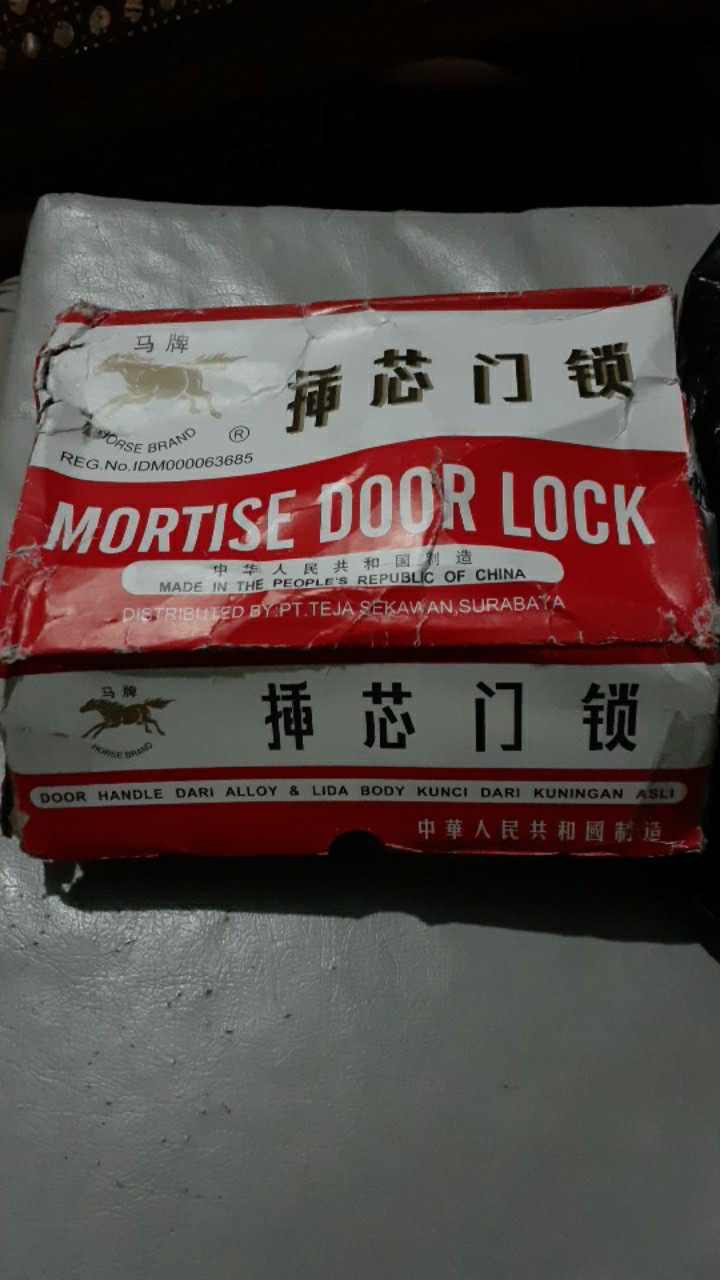 马牌
HORSE BRAND
®
REG.No.IDM000063685
插芯门锁
MORTISE DOOR LOCK
中华人民共和国制造
MADE IN THE PEOPLE'S REPUBLIC OF CHINA
DISTRIBUTED BY:PT.TEJA SEKAWAN,SURABAYA
马牌
HORSE BRAND
插芯门锁
DOOR HANDLE DARI ALLOY & LIDA BODY KUNCI DARI KUNINGAN ASLI
中華人民共和國制造